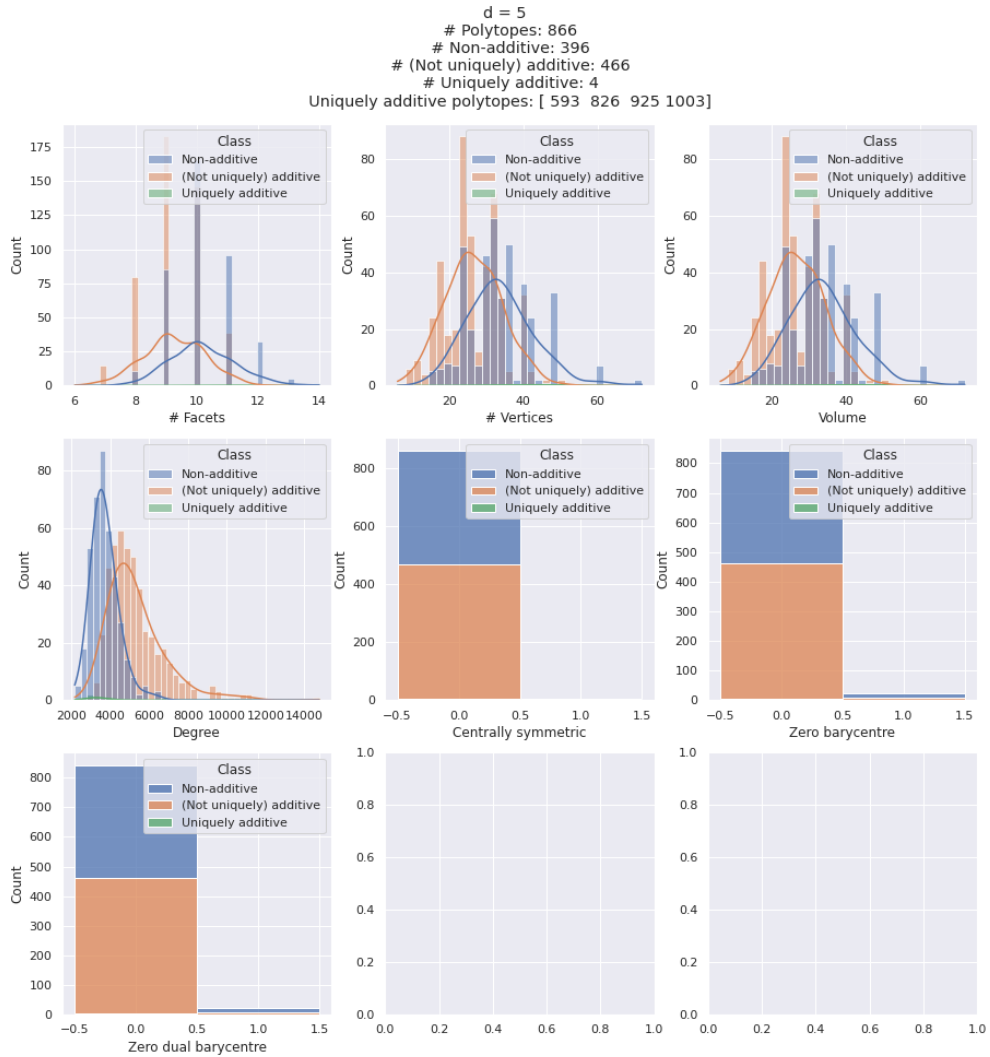 d = 5
# Polytopes: 866
# Non-additive: 396
# (Not uniquely) additive: 466
# Uniquely additive: 4
Uniquely additive polytopes: [ 593 826 925 1003]
Class
Non-additive
(Not uniquely) additive
Uniquely additive
Count
175
150
125
100
75
50
25
0
6 8 10 12 14
# Facets
Class
Non-additive
(Not uniquely) additive
Uniquely additive
Count
80
60
40
20
0
20 40 60
# Vertices
Class
Non-additive
(Not uniquely) additive
Uniquely additive
Count
80
60
40
20
0
20 40 60
Volume
Class
Non-additive
(Not uniquely) additive
Uniquely additive
Count
80
60
40
20
0
2000 4000 6000 8000 10000 12000 14000
Degree
Class
Non-additive
(Not uniquely) additive
Uniquely additive
Count
800
600
400
200
0
−0.5 0.0 0.5 1.0 1.5
Centrally symmetric
Class
Non-additive
(Not uniquely) additive
Uniquely additive
Count
800
700
600
500
400
300
200
100
0
−0.5 0.0 0.5 1.0 1.5
Zero barycentre
Class
Non-additive
(Not uniquely) additive
Uniquely additive
Count
800
700
600
500
400
300
200
100
0
−0.5 0.0 0.5 1.0 1.5
Zero dual barycentre
1.0
0.8
0.6
0.4
0.2
0.0
0.0 0.2 0.4 0.6 0.8 1.0
1.0
0.8
0.6
0.4
0.2
0.0
0.0 0.2 0.4 0.6 0.8 1.0